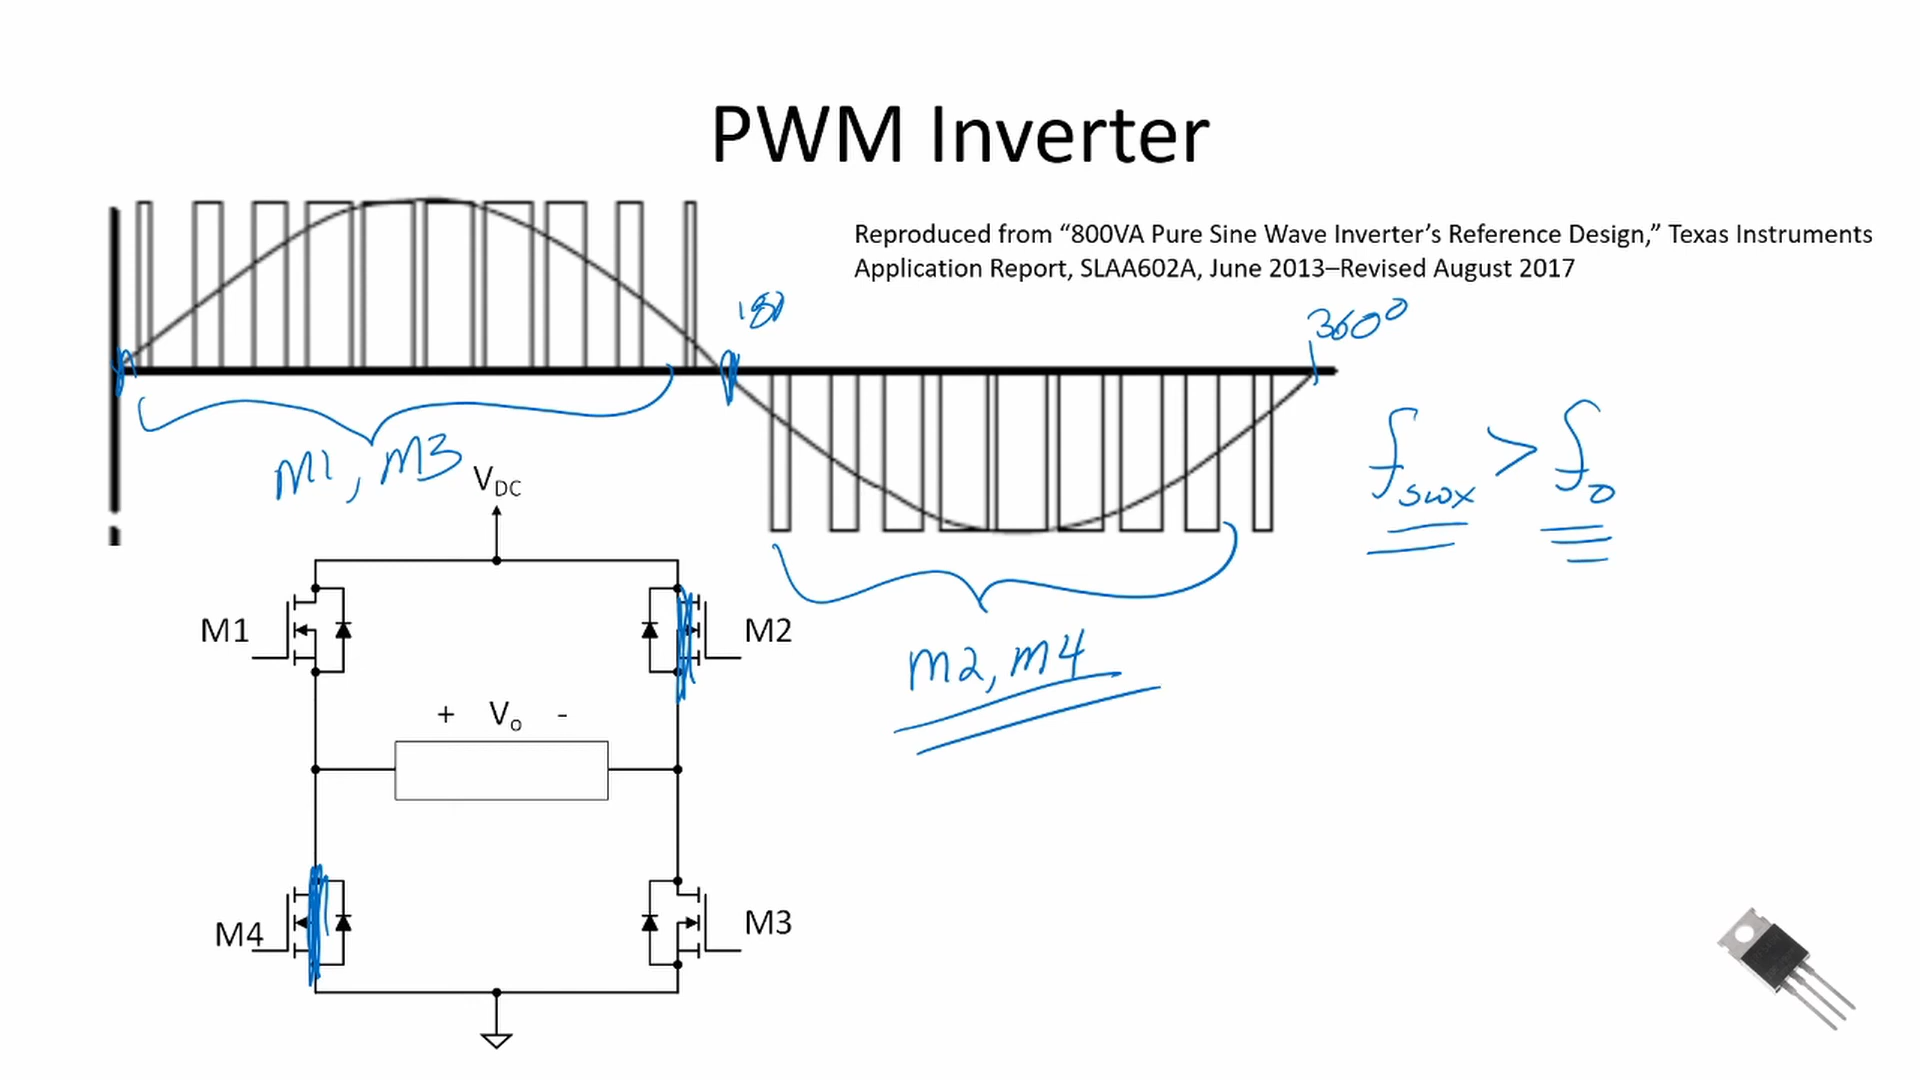 PWM Inverter
Reproduced from “800VA Pure Sine Wave Inverter’s Reference Design,” Texas Instruments
Application Report, SLAA602A, June 2013–Revised August 2017
180
360°
M1, M3
fswx > fo
VDC
M1
M2
m2, m4
+ Vo -
M4
M3